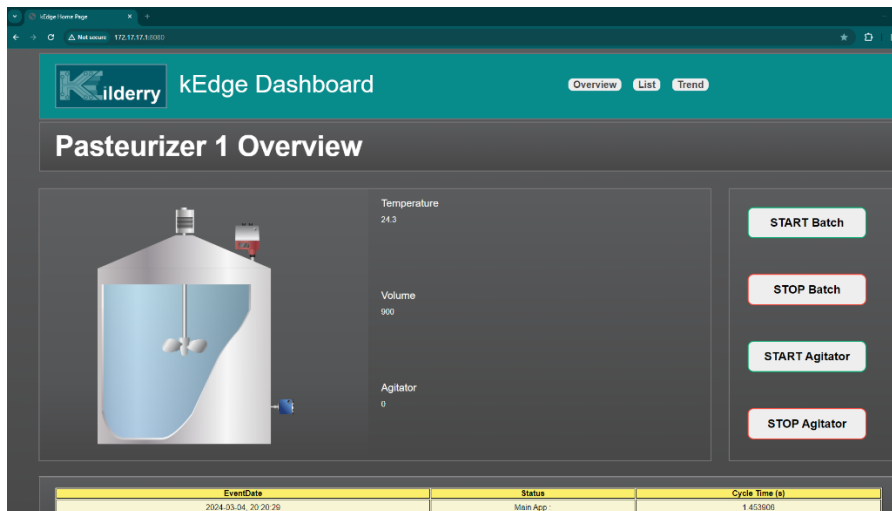 kEdge Home Page
Not secure 172.17.17.1:8080
Kilderry
kEdge Dashboard
Overview List Trend
Pasteurizer 1 Overview
Temperature
24.3
Volume
900
Agitator
0
START Batch
STOP Batch
START Agitator
STOP Agitator
EventDate Status Cycle Time (s)
2024-03-04, 20:20:29 Main App : 1.453906